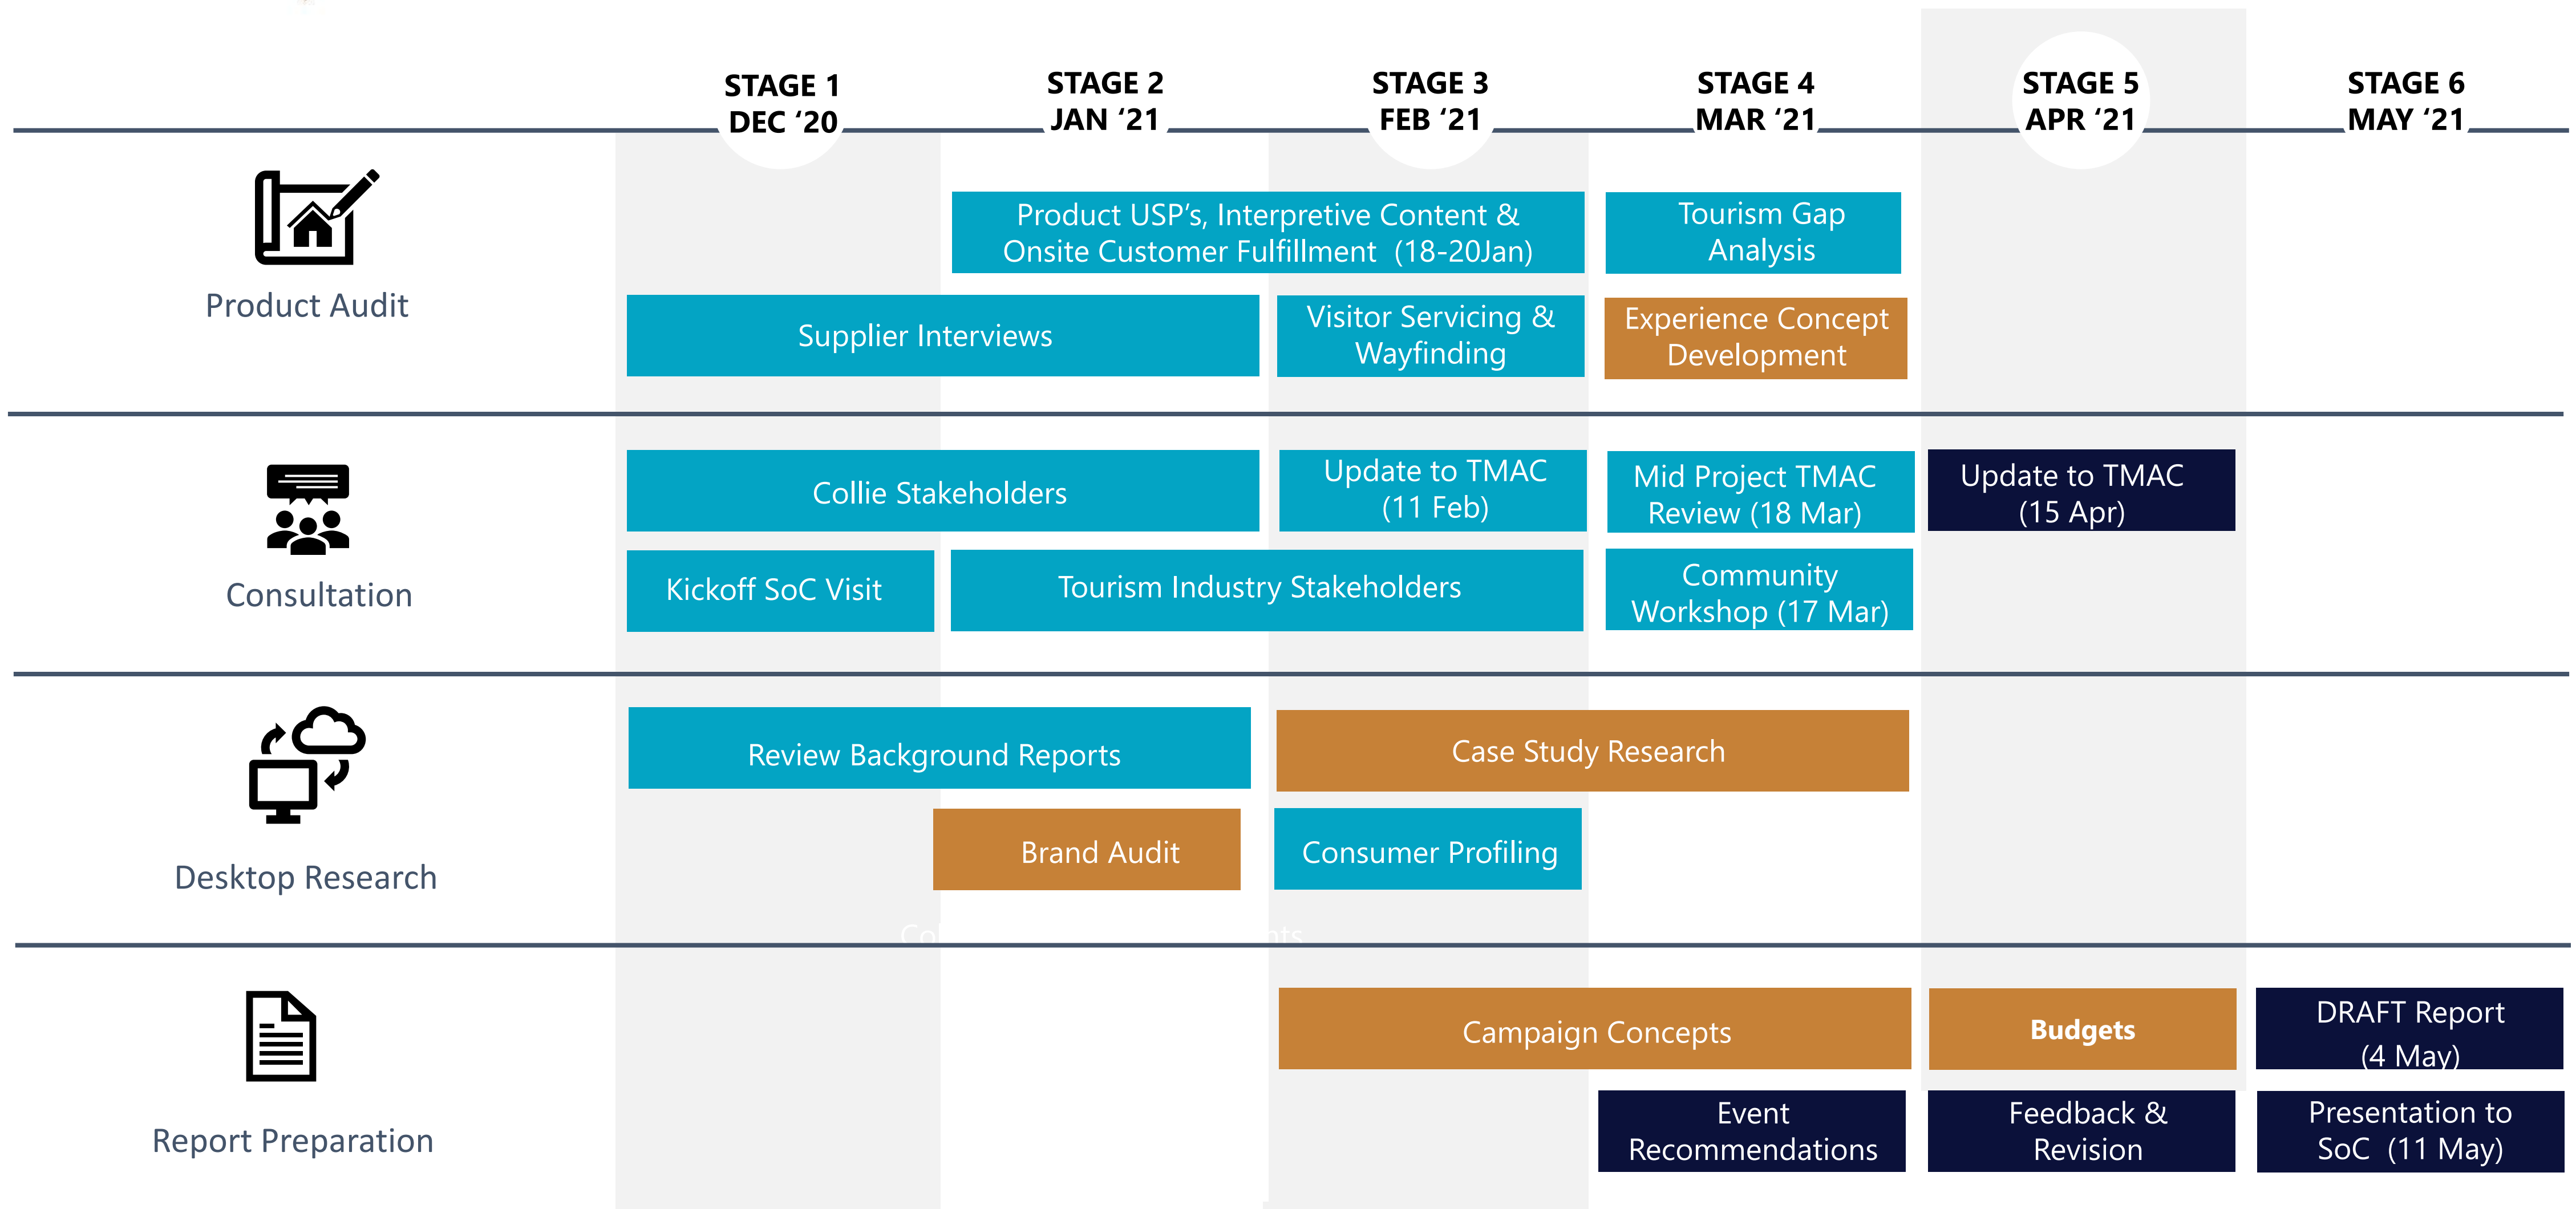 STAGE 1
DEC ‘20
STAGE 2
JAN ‘21
STAGE 3
FEB ‘21
STAGE 4
MAR ‘21
STAGE 5
APR ‘21
STAGE 6
MAY ‘21
Product Audit
Product USP’s, Interpretive Content &
Onsite Customer Fulfillment (18-20Jan)
Tourism Gap
Analysis
Supplier Interviews
Visitor Servicing &
Wayfinding
Experience Concept
Development
Consultation
Collie Stakeholders
Update to TMAC
(11 Feb)
Mid Project TMAC
Review (18 Mar)
Update to TMAC
(15 Apr)
Kickoff SoC Visit
Tourism Industry Stakeholders
Community
Workshop (17 Mar)
Desktop Research
Review Background Reports
Case Study Research
Brand Audit
Consumer Profiling
Report Preparation
Campaign Concepts
Budgets
DRAFT Report
(4 May)
Event
Recommendations
Feedback &
Revision
Presentation to
SoC (11 May)